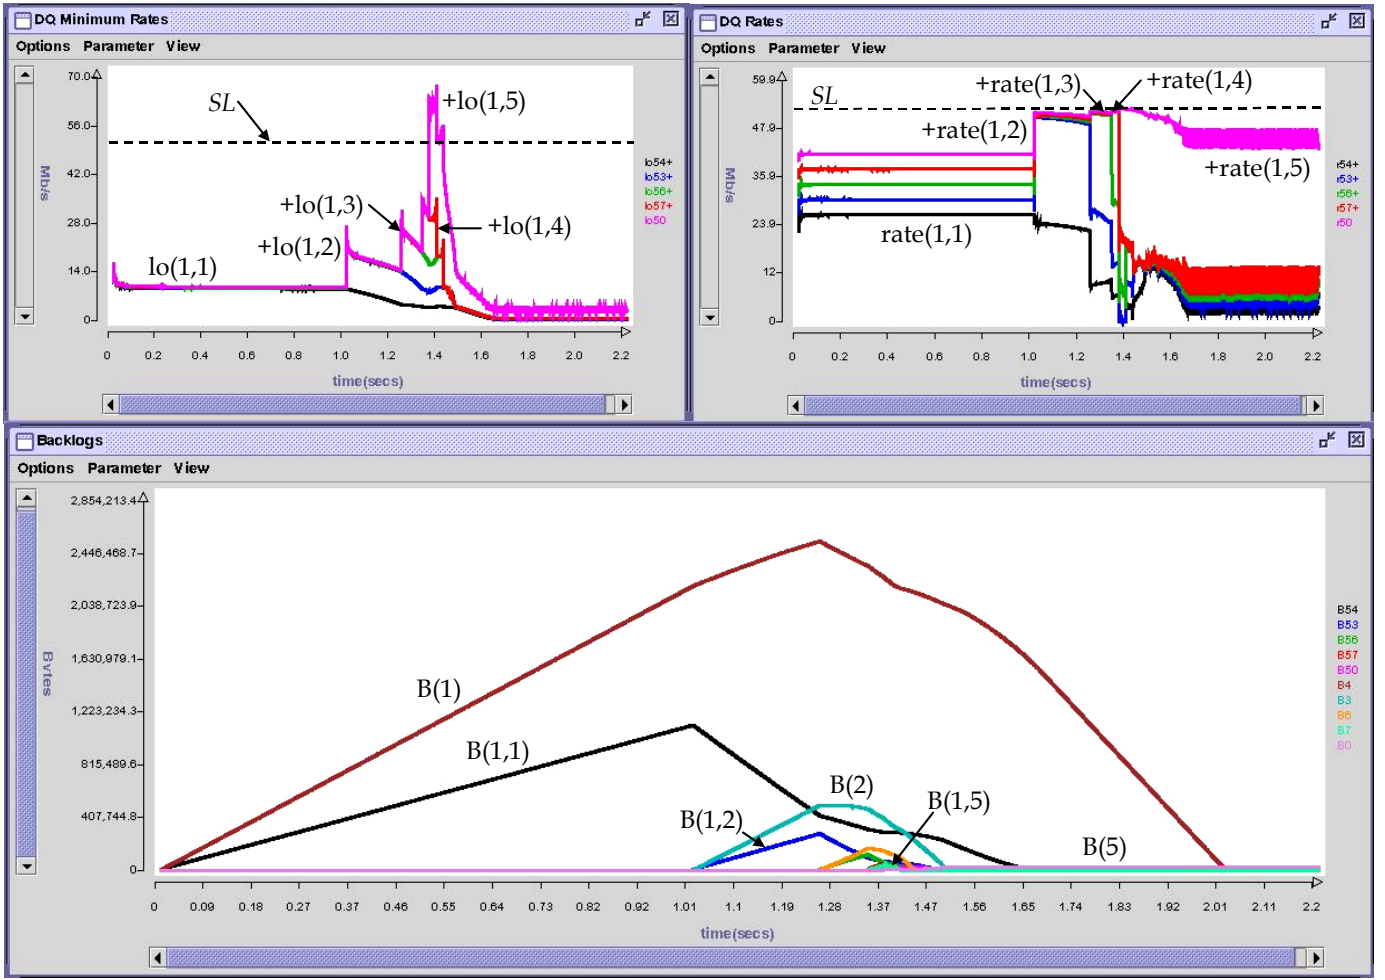 DQ Minimum Rates
Options Parameter View
70.0
56.0
42.0
28.0
14.0
0
Mb/s
SL
+lo(1,5)
+lo(1,3)
+lo(1,2)
+lo(1,4)
lo(1,1)
lo54+
lo53+
lo56+
lo57+
lo50
0 0.2 0.4 0.6 0.8 1.0 1.2 1.4 1.6 1.8 2.0 2.2
time(secs)
DQ Rates
Options Parameter View
59.9
47.9
35.9
23.9
12
0
Mb/s
SL
+rate(1,3)
+rate(1,4)
+rate(1,2)
+rate(1,5)
rate(1,1)
r54+
r53+
r56+
r57+
r50
0 0.2 0.4 0.6 0.8 1.0 1.2 1.4 1.6 1.8 2.0 2.2
time(secs)
Backlogs
Options Parameter View
2,854,213.4
2,446,468.7
2,038,723.9
1,630,979.1
1,223,234.3
815,489.6
407,744.8
0
Bytes
B(1)
B(1,1)
B(1,2)
B(2)
B(1,5)
B(5)
B54
B53
B56
B57
B50
B4
B3
B6
B7
B0
0 0.09 0.18 0.27 0.37 0.46 0.55 0.64 0.73 0.82 0.92 1.01 1.1 1.19 1.28 1.37 1.47 1.56 1.65 1.74 1.83 1.92 2.01 2.11 2.2
time(secs)